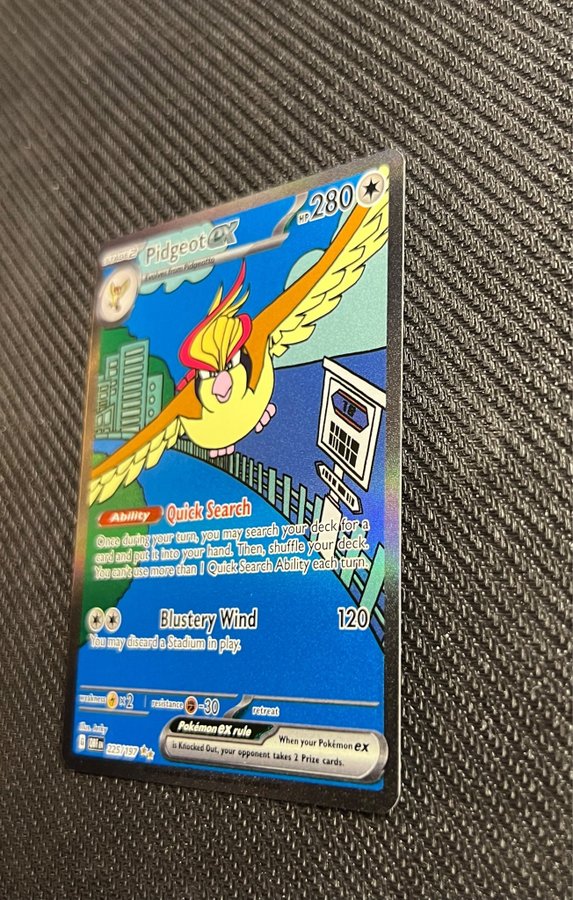 STAGE 2 Pidgeot ex HP 280
Evolves from Pidgeotto
18
Ability Quick Search
Once during your turn, you may search your deck for a
card and put it into your hand. Then, shuffle your deck.
You can't use more than 1 Quick Search Ability each turn.
Blustery Wind 120
You may discard a Stadium in play.
weakness ×2 resistance -30 retreat
Illus. Jerky
Pokémon ex rule When your Pokémon ex
is Knocked Out, your opponent takes 2 Prize cards.
G OBF EN 225/197